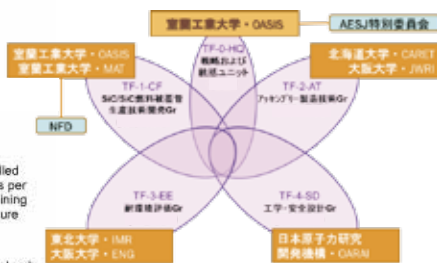 室蘭工業大学・OASIS
AESJ特別委員会
室蘭工業大学・OASIS
室蘭工業大学・MAT
TF-0-HQ
戦略および
統括ユニット
北海道大学・CARET
大阪大学・JWRI
TF-1-CF
SiC/SiC燃料被覆管
生産技術開発Gr
TF-2-AT
アッセンブリー製造技術Gr
NFD
lled
s per
ining
ure
TF-3-EE
耐環境評価Gr
TF-4-SD
工学・安全設計Gr
東北大学・IMR
大阪大学・ENG
日本原子力研究
開発機構・OARAI